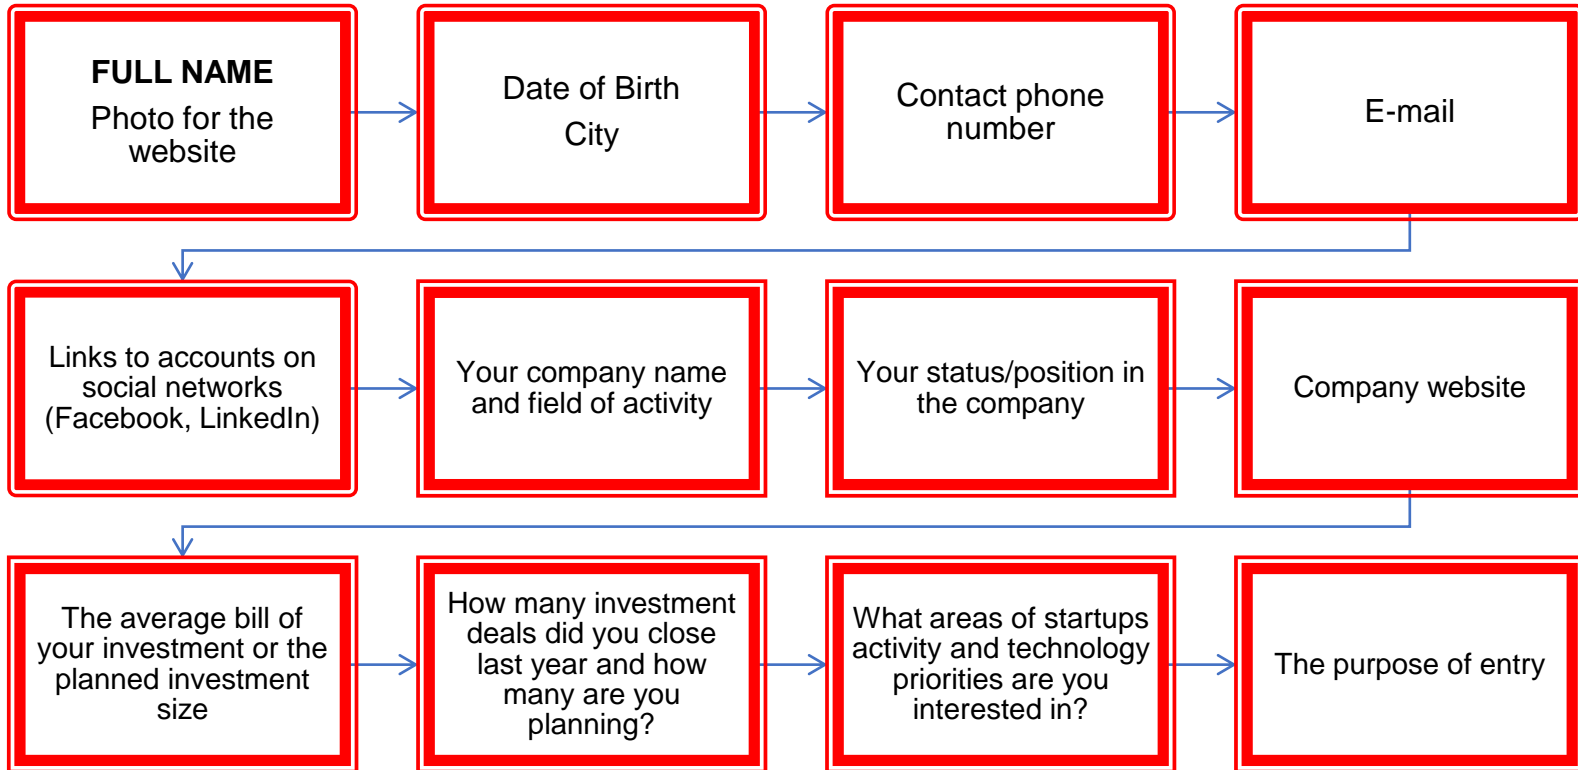 FULL NAME
Photo for the
website
Date of Birth
City
Contact phone
number
E-mail
Links to accounts on
social networks
(Facebook, LinkedIn)
Your company name
and field of activity
Your status/position in
the company
Company website
The average bill of
your investment or the
planned investment
size
How many investment
deals did you close
last year and how
many are you
planning?
What areas of startups
activity and technology
priorities are you
interested in?
The purpose of entry